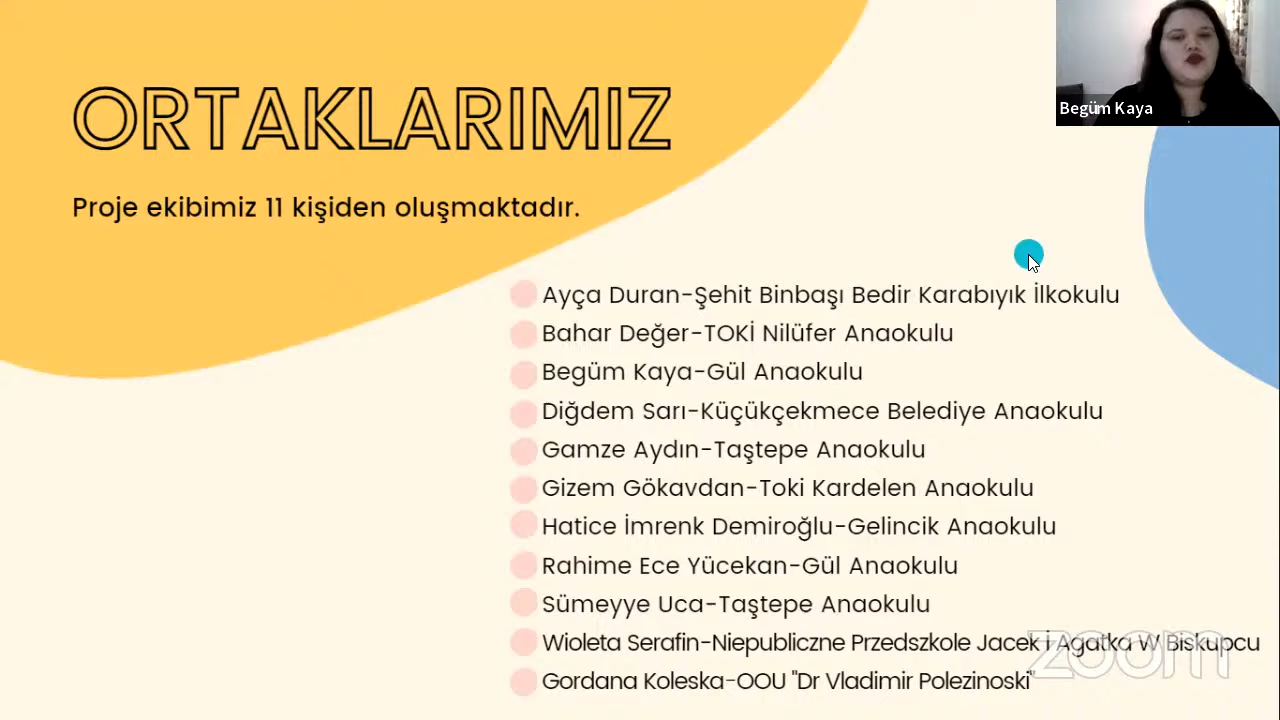 ORTAKLARIMIZ
Begüm Kaya
Proje ekibimiz 11 kişiden oluşmaktadır.
Ayça Duran-Şehit Binbaşı Bedir Karabıyık İlkokulu
Bahar Değer-TOKİ Nilüfer Anaokulu
Begüm Kaya-Gül Anaokulu
Diğdem Sarı-Küçükçekmece Belediye Anaokulu
Gamze Aydın-Taştepe Anaokulu
Gizem Gökavdan-Toki Kardelen Anaokulu
Hatice İmrenk Demiroğlu-Gelincik Anaokulu
Rahime Ece Yücekan-Gül Anaokulu
Sümeyye Uca-Taştepe Anaokulu
Wioleta Serafin-Niepubliczne Przedszkole Jacek i Agatka W Biskupcu
Gordana Koleska-OOU "Dr Vladimir Polezinoski"
zoom